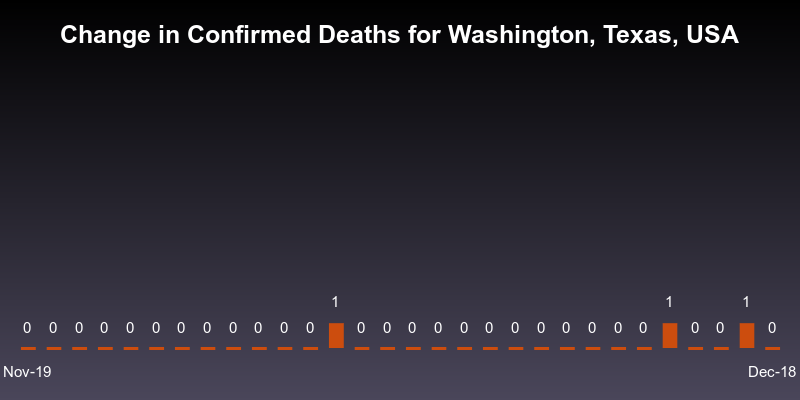 Change in Confirmed Deaths for Washington, Texas, USA
1 1 1
0 0 0 0 0 0 0 0 0 0 0 0 0 0 0 0 0 0 0 0 0 0 0 0 0 0 0
Nov-19 Dec-18